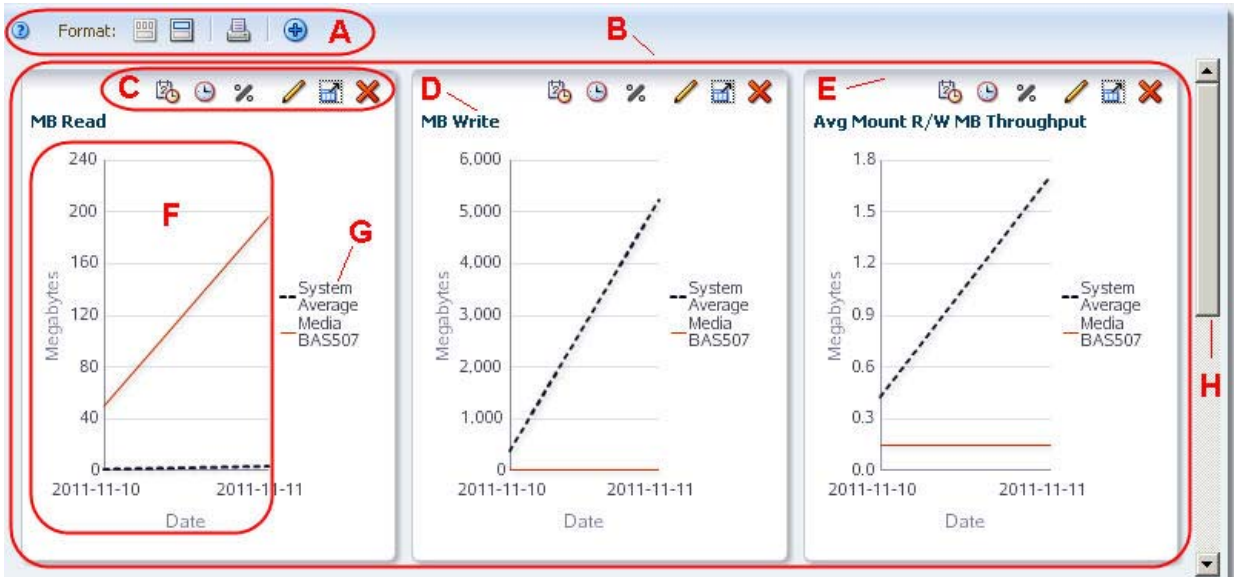 Format:
A
B
C
D
E
MB Read
MB Write
Avg Mount R/W MB Throughput
240
200
160
120
80
40
0
Megabytes
2011-11-10
2011-11-11
Date
F
G
System
Average
Media
BAS507
6,000
5,000
4,000
3,000
2,000
1,000
0
Megabytes
2011-11-10
2011-11-11
Date
System
Average
Media
BAS507
1.8
1.5
1.2
0.9
0.6
0.3
0.0
Megabytes
2011-11-10
2011-11-11
Date
System
Average
Media
BAS507
H